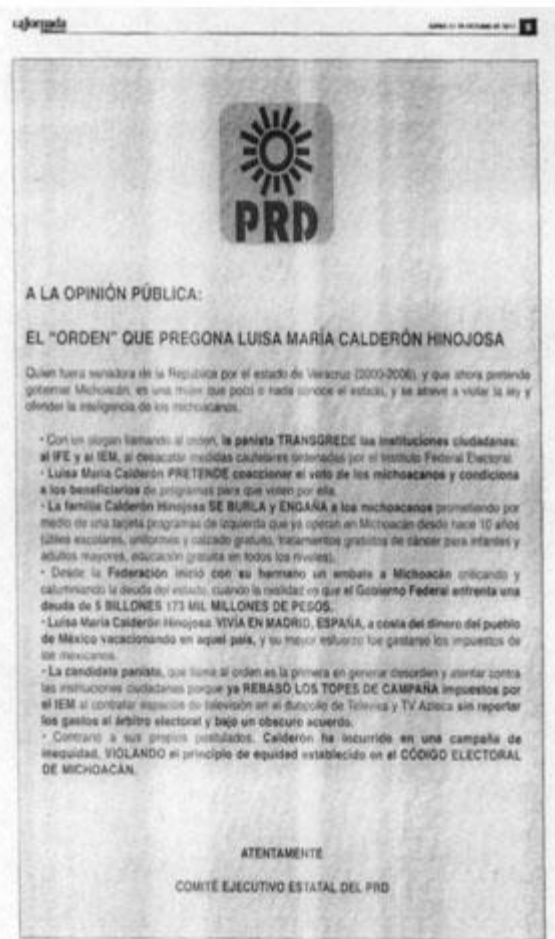 La Jornada
5
PRD
A LA OPINIÓN PÚBLICA:
EL "ORDEN" QUE PREGONA LUISA MARÍA CALDERÓN HINOJOSA
Quien fuera senadora de la República por el estado de Veracruz (2000-2006), y que ahora pretende
gobernar Michoacán, es una mujer que poco o nada conoce el estado, y se atreve a violar la ley y
ofender la inteligencia de los michoacanos.
• Con un slogan llamando al orden, la panista TRANSGREDE las instituciones ciudadanas:
al IFE y al IEM, al desacatar medidas cautelares ordenadas por el Instituto Federal Electoral.
• Luisa María Calderón PRETENDE coaccionar el voto de los michoacanos y condiciona
a los beneficiarios de programas para que voten por ella.
• La familia Calderón Hinojosa SE BURLA y ENGAÑA a los michoacanos prometiendo por
medio de una tarjeta programas de izquierda que ya operan en Michoacán desde hace 10 años
(útiles escolares, uniformes y calzado gratuito, tratamientos gratuitos de cáncer para infantes y
adultos mayores, educación gratuita en todos los niveles).
• Desde la Federación inició con su hermano un embate a Michoacán criticando y
calumniando la deuda del estado, cuando la realidad es que el Gobierno Federal enfrenta una
deuda de 5 BILLONES 173 MIL MILLONES DE PESOS.
• Luisa María Calderón Hinojosa VIVÍA EN MADRID, ESPAÑA, a costa del dinero del pueblo
de México vacacionando en aquel país, y su mayor esfuerzo fue gastarse los impuestos de
los mexicanos.
• La candidata panista, que llama al orden es la primera en generar desorden y atentar contra
las instituciones ciudadanas porque ya REBASÓ LOS TOPES DE CAMPAÑA impuestos por
el IEM al contratar espacios de televisión en el duopolio de Televisa y TV Azteca sin reportar
los gastos al árbitro electoral y bajo un obscuro acuerdo.
• Contrario a sus propios postulados, Calderón ha incurrido en una campaña de
inequidad, VIOLANDO el principio de equidad establecido en el CÓDIGO ELECTORAL
DE MICHOACÁN.
ATENTAMENTE
COMITÉ EJECUTIVO ESTATAL DEL PRD